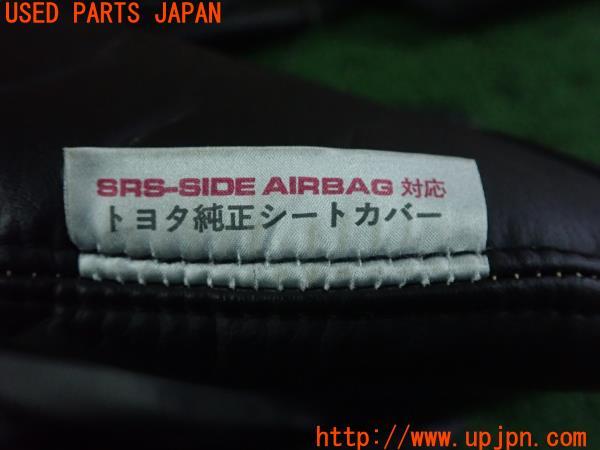 USED PARTS JAPAN
SRS-SIDE AIRBAG 対応
トヨタ純正シートカバー
http://www.upjpn.com